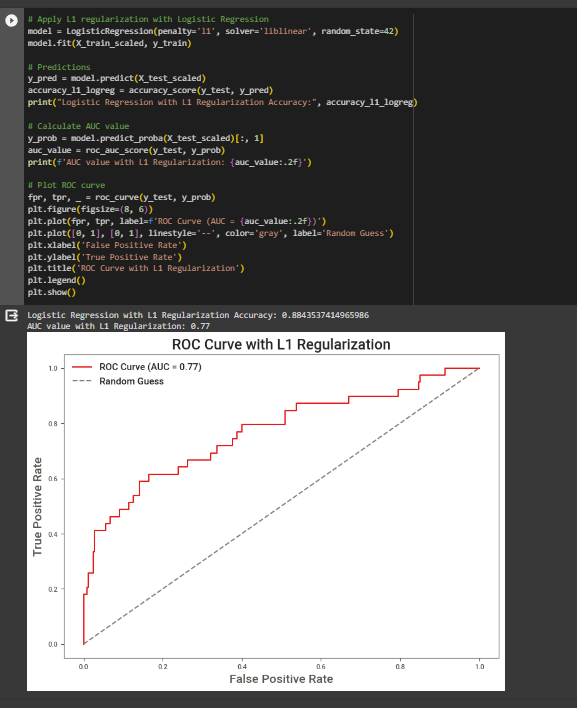 # Apply L1 regularization with Logistic Regression
model = LogisticRegression(penalty='l1', solver='liblinear', random_state=42)
model.fit(X_train_scaled, y_train)
# Predictions
y_pred = model.predict(X_test_scaled)
accuracy_l1_logreg = accuracy_score(y_test, y_pred)
print("Logistic Regression with L1 Regularization Accuracy:", accuracy_l1_logreg)
# Calculate AUC value
y_prob = model.predict_proba(X_test_scaled)[:, 1]
auc_value = roc_auc_score(y_test, y_prob)
print(f'AUC value with L1 Regularization: {auc_value:.2f}')
# Plot ROC curve
fpr, tpr, _ = roc_curve(y_test, y_prob)
plt.figure(figsize=(8, 6))
plt.plot(fpr, tpr, label=f'ROC Curve (AUC = {auc_value:.2f})')
plt.plot([0, 1], [0, 1], linestyle='--', color='gray', label='Random Guess')
plt.xlabel('False Positive Rate')
plt.ylabel('True Positive Rate')
plt.title('ROC Curve with L1 Regularization')
plt.legend()
plt.show()
Logistic Regression with L1 Regularization Accuracy: 0.8843537414965986
AUC value with L1 Regularization: 0.77
ROC Curve with L1 Regularization
ROC Curve (AUC = 0.77)
Random Guess
True Positive Rate
1.0
0.8
0.6
0.4
0.2
0.0
0.0 0.2 0.4 0.6 0.8 1.0
False Positive Rate